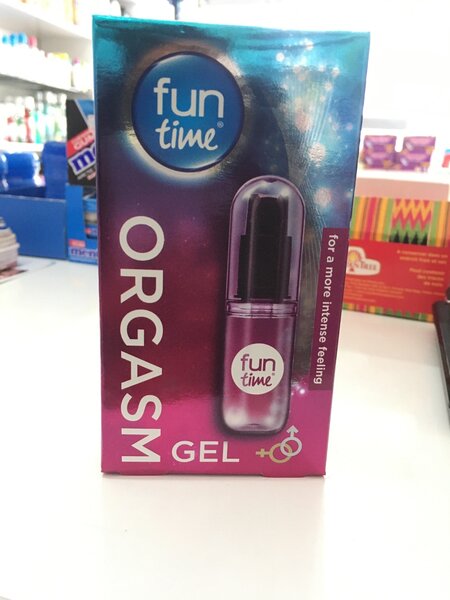 fun
time®
ORGASM
GEL
for a more intense feeling
fun
time®